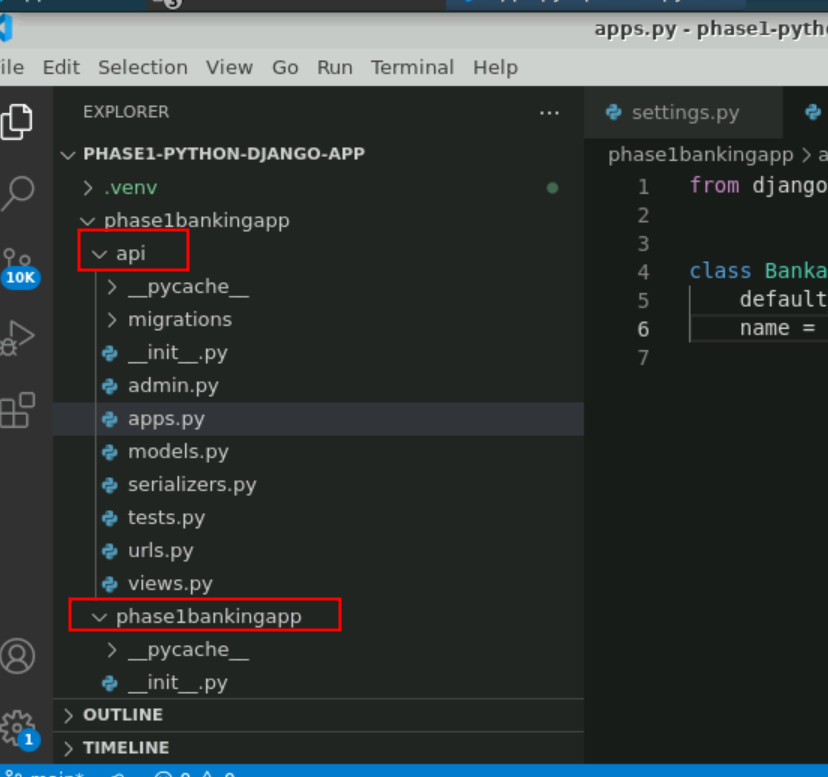 apps.py - phase1-pyth
ile Edit Selection View Go Run Terminal Help
EXPLORER
PHASE1-PYTHON-DJANGO-APP
.venv
phase1bankingapp
api
__pycache__
migrations
__init__.py
admin.py
apps.py
models.py
serializers.py
tests.py
urls.py
views.py
phase1bankingapp
__pycache__
__init__.py
OUTLINE
TIMELINE
10K
1
settings.py
phase1bankingapp > a
1 from django
2
3
4 class Banka
5 default
6 name =
7
main*